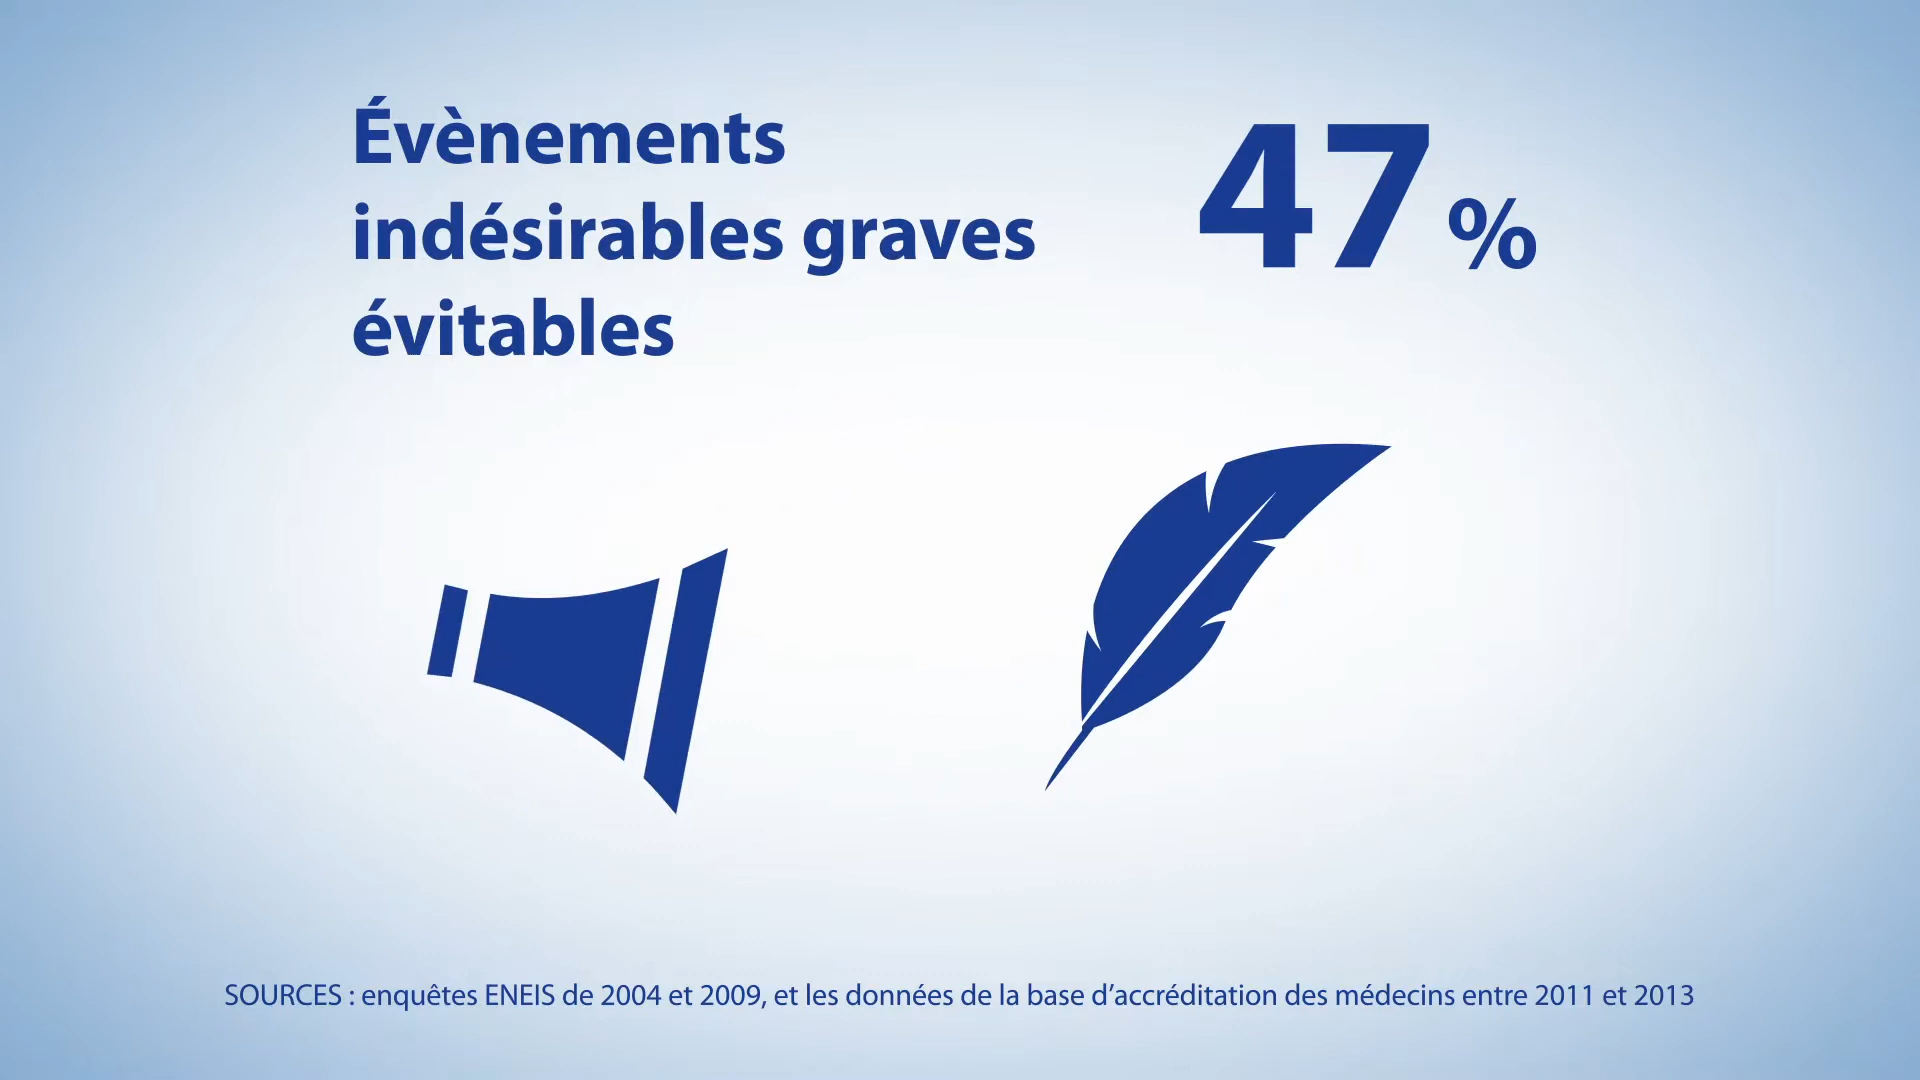 Évènements
indésirables graves
évitables
47 %
SOURCES : enquêtes ENEIS de 2004 et 2009, et les données de la base d’accréditation des médecins entre 2011 et 2013